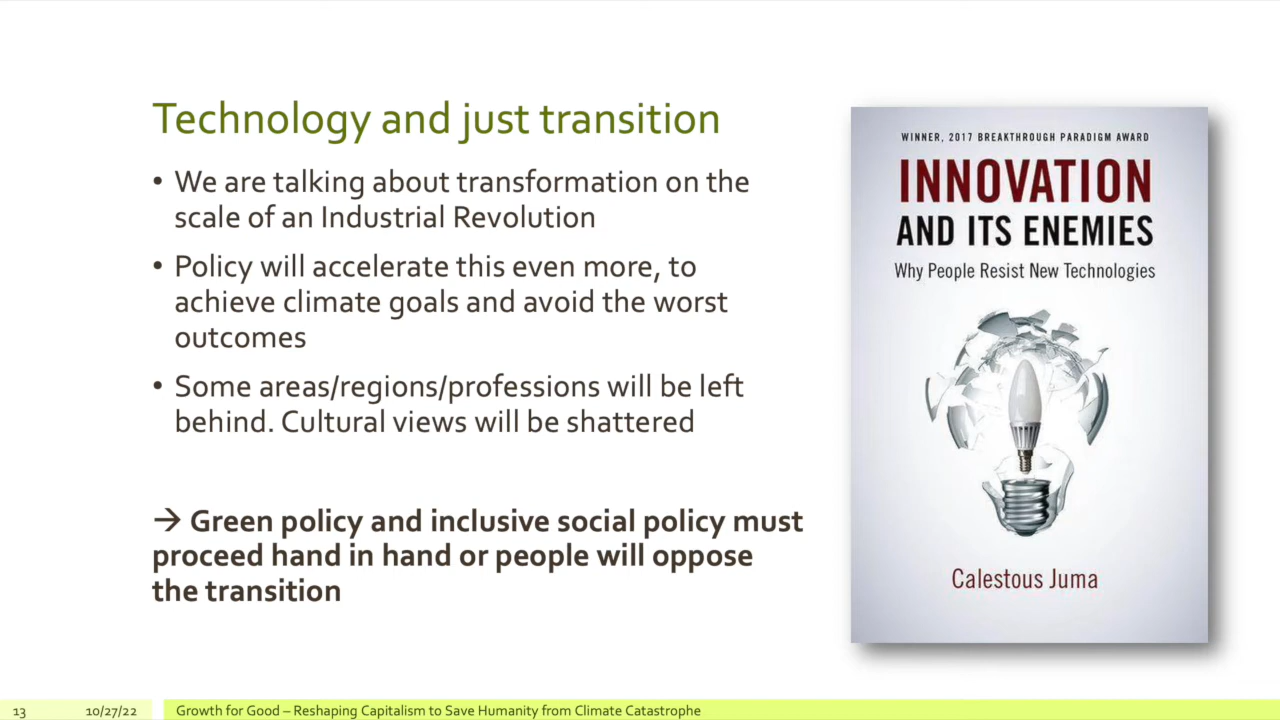 Technology and just transition
• We are talking about transformation on the
scale of an Industrial Revolution
• Policy will accelerate this even more, to
achieve climate goals and avoid the worst
outcomes
• Some areas/regions/professions will be left
behind. Cultural views will be shattered
→ Green policy and inclusive social policy must
proceed hand in hand or people will oppose
the transition
WINNER, 2017 BREAKTHROUGH PARADIGM AWARD
INNOVATION
AND ITS ENEMIES
Why People Resist New Technologies
Calestous Juma
13
10/27/22
Growth for Good – Reshaping Capitalism to Save Humanity from Climate Catastrophe